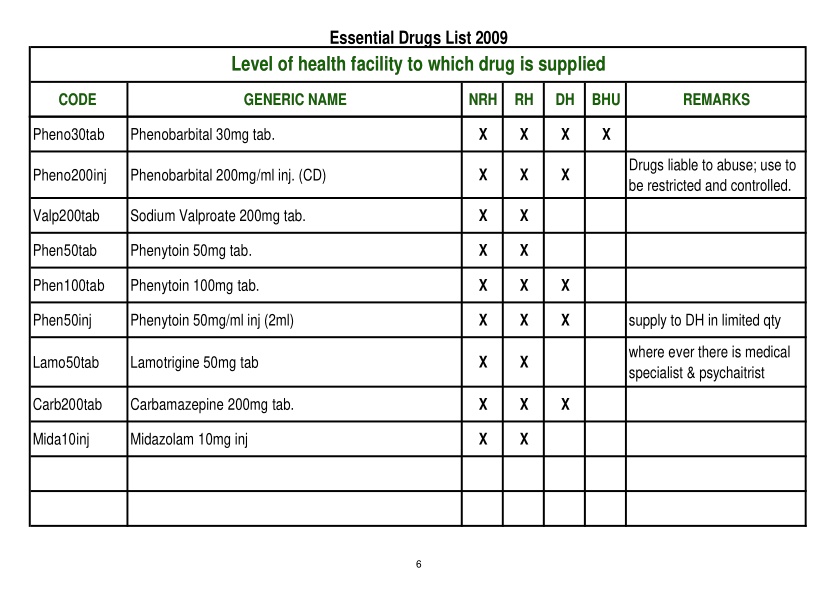 Essential Drugs List 2009
Level of health facility to which drug is supplied
CODE GENERIC NAME NRH RH DH BHU REMARKS
Pheno30tab Phenobarbital 30mg tab. X X X X
Pheno200inj Phenobarbital 200mg/ml inj. (CD) X X X Drugs liable to abuse; use to
be restricted and controlled.
Valp200tab Sodium Valproate 200mg tab. X X
Phen50tab Phenytoin 50mg tab. X X
Phen100tab Phenytoin 100mg tab. X X X
Phen50inj Phenytoin 50mg/ml inj (2ml) X X X supply to DH in limited qty
Lamo50tab Lamotrigine 50mg tab X X where ever there is medical
specialist & psychaitrist
Carb200tab Carbamazepine 200mg tab. X X X
Mida10inj Midazolam 10mg inj X X
6